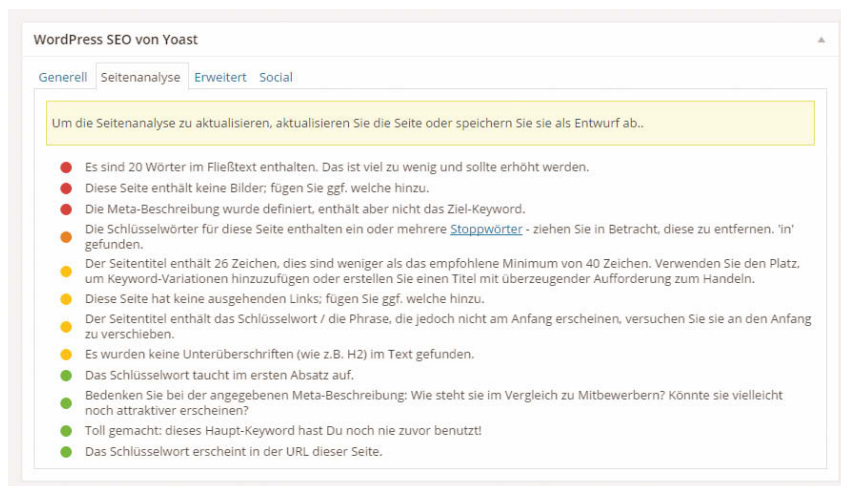 WordPress SEO von Yoast
Generell Seitenanalyse Erweitert Social
Um die Seitenanalyse zu aktualisieren, aktualisieren Sie die Seite oder speichern Sie sie als Entwurf ab..
Es sind 20 Wörter im Fließtext enthalten. Das ist viel zu wenig und sollte erhöht werden.
Diese Seite enthält keine Bilder; fügen Sie ggf. welche hinzu.
Die Meta-Beschreibung wurde definiert, enthält aber nicht das Ziel-Keyword.
Die Schlüsselwörter für diese Seite enthalten ein oder mehrere Stoppwörter - ziehen Sie in Betracht, diese zu entfernen. 'in'
gefunden.
Der Seitentitel enthält 26 Zeichen, dies sind weniger als das empfohlene Minimum von 40 Zeichen. Verwenden Sie den Platz,
um Keyword-Variationen hinzuzufügen oder erstellen Sie einen Titel mit überzeugender Aufforderung zum Handeln.
Diese Seite hat keine ausgehenden Links; fügen Sie ggf. welche hinzu.
Der Seitentitel enthält das Schlüsselwort / die Phrase, die jedoch nicht am Anfang erscheinen, versuchen Sie sie an den Anfang
zu verschieben.
Es wurden keine Unterüberschriften (wie z.B. H2) im Text gefunden.
Das Schlüsselwort taucht im ersten Absatz auf.
Bedenken Sie bei der angegebenen Meta-Beschreibung: Wie steht sie im Vergleich zu Mitbewerbern? Könnte sie vielleicht
noch attraktiver erscheinen?
Toll gemacht: dieses Haupt-Keyword hast Du noch nie zuvor benutzt!
Das Schlüsselwort erscheint in der URL dieser Seite.